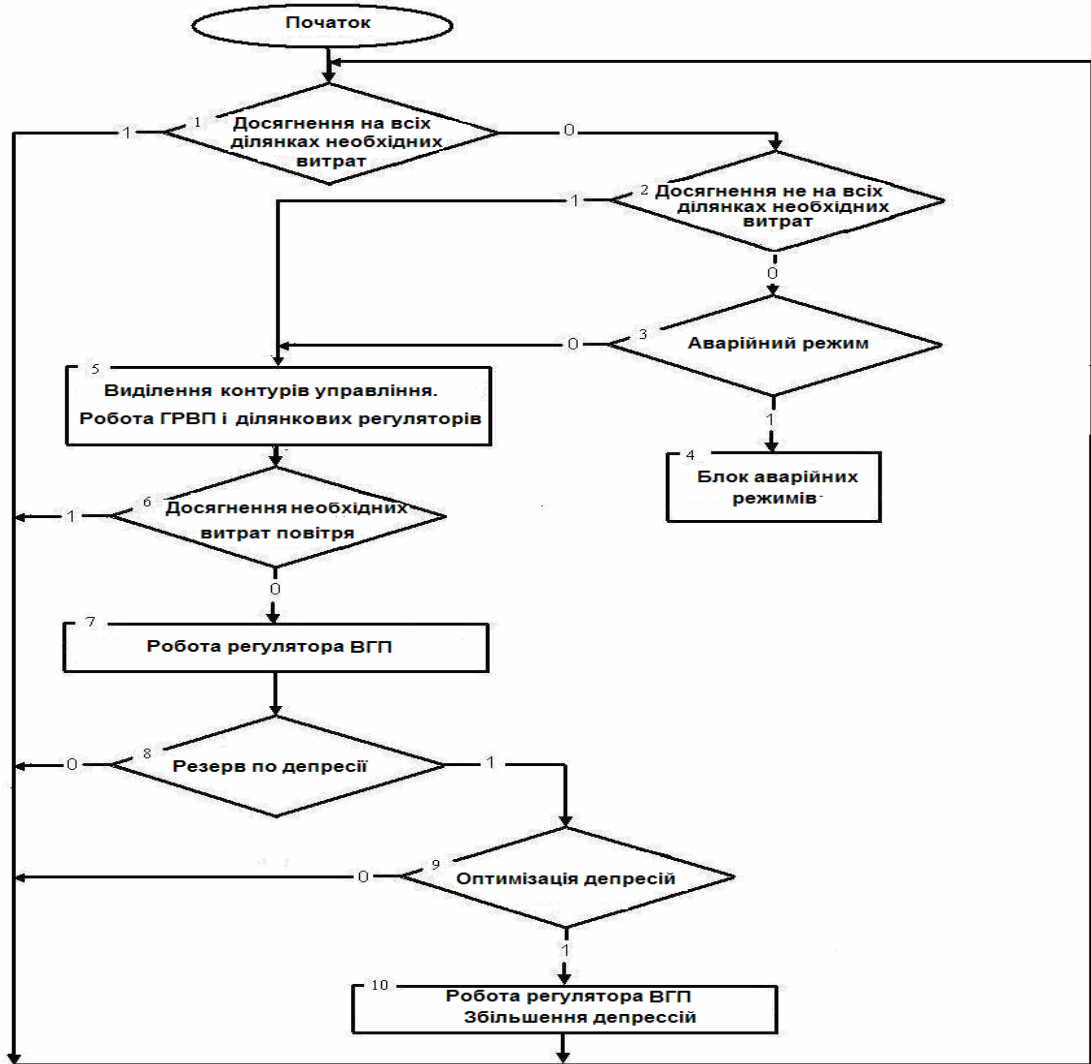 Початок
1
Досягнення на всіх
ділянках необхідних
витрат
1
0
2
Досягнення не на всіх
ділянках необхідних
витрат
1
0
3
Аварійний режим
0
1
5
Виділення контурів управління.
Робота ГРВП і ділянкових регуляторів
4
Блок аварійних
режимів
6
Досягнення необхідних
витрат повітря
1
0
7
Робота регулятора ВГП
8
Резерв по депресії
0
1
9
Оптимізація депресій
0
1
10
Робота регулятора ВГП
Збільшення депрессій